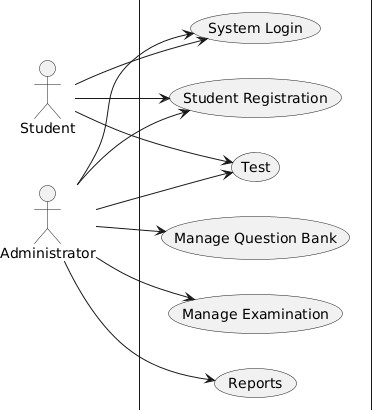 System Login
Student Registration
Student
Test
Administrator
Manage Question Bank
Manage Examination
Reports